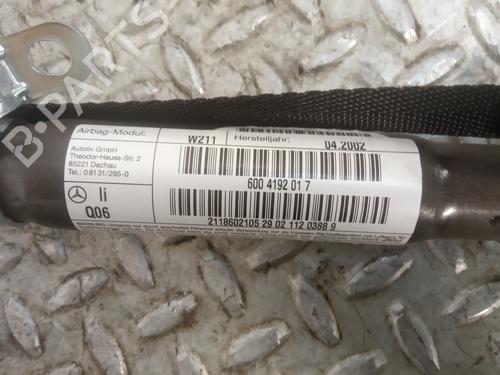 B-PARTS
Airbag-Modul: W211 Herstelljahr: 04.2002
Autoliv GmbH
Theodor-Heuss-Str. 2
85221 Dachau
Tel.: 08131/295-0
600 4192 01 7
li
Q06
2118602105 29 02 112 0388 9